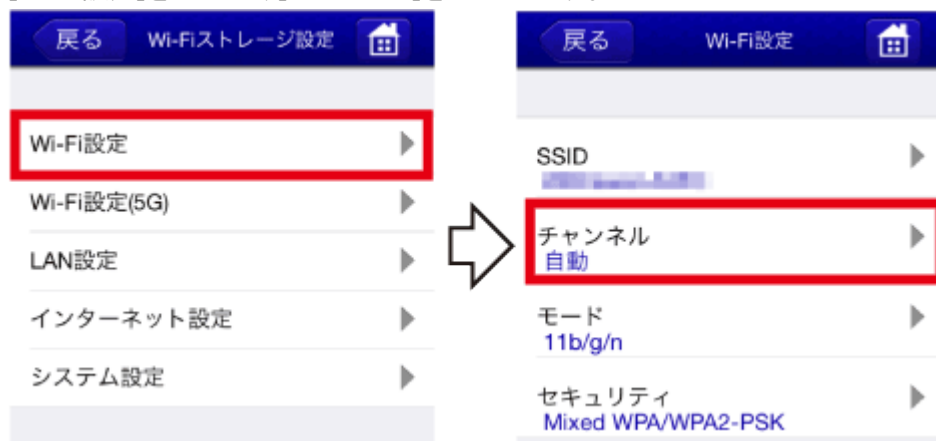 戻る Wi-Fiストレージ設定
Wi-Fi設定
Wi-Fi設定(5G)
LAN設定
インターネット設定
システム設定
戻る Wi-Fi設定
SSID
チャンネル
自動
モード
11b/g/n
セキュリティ
Mixed WPA/WPA2-PSK